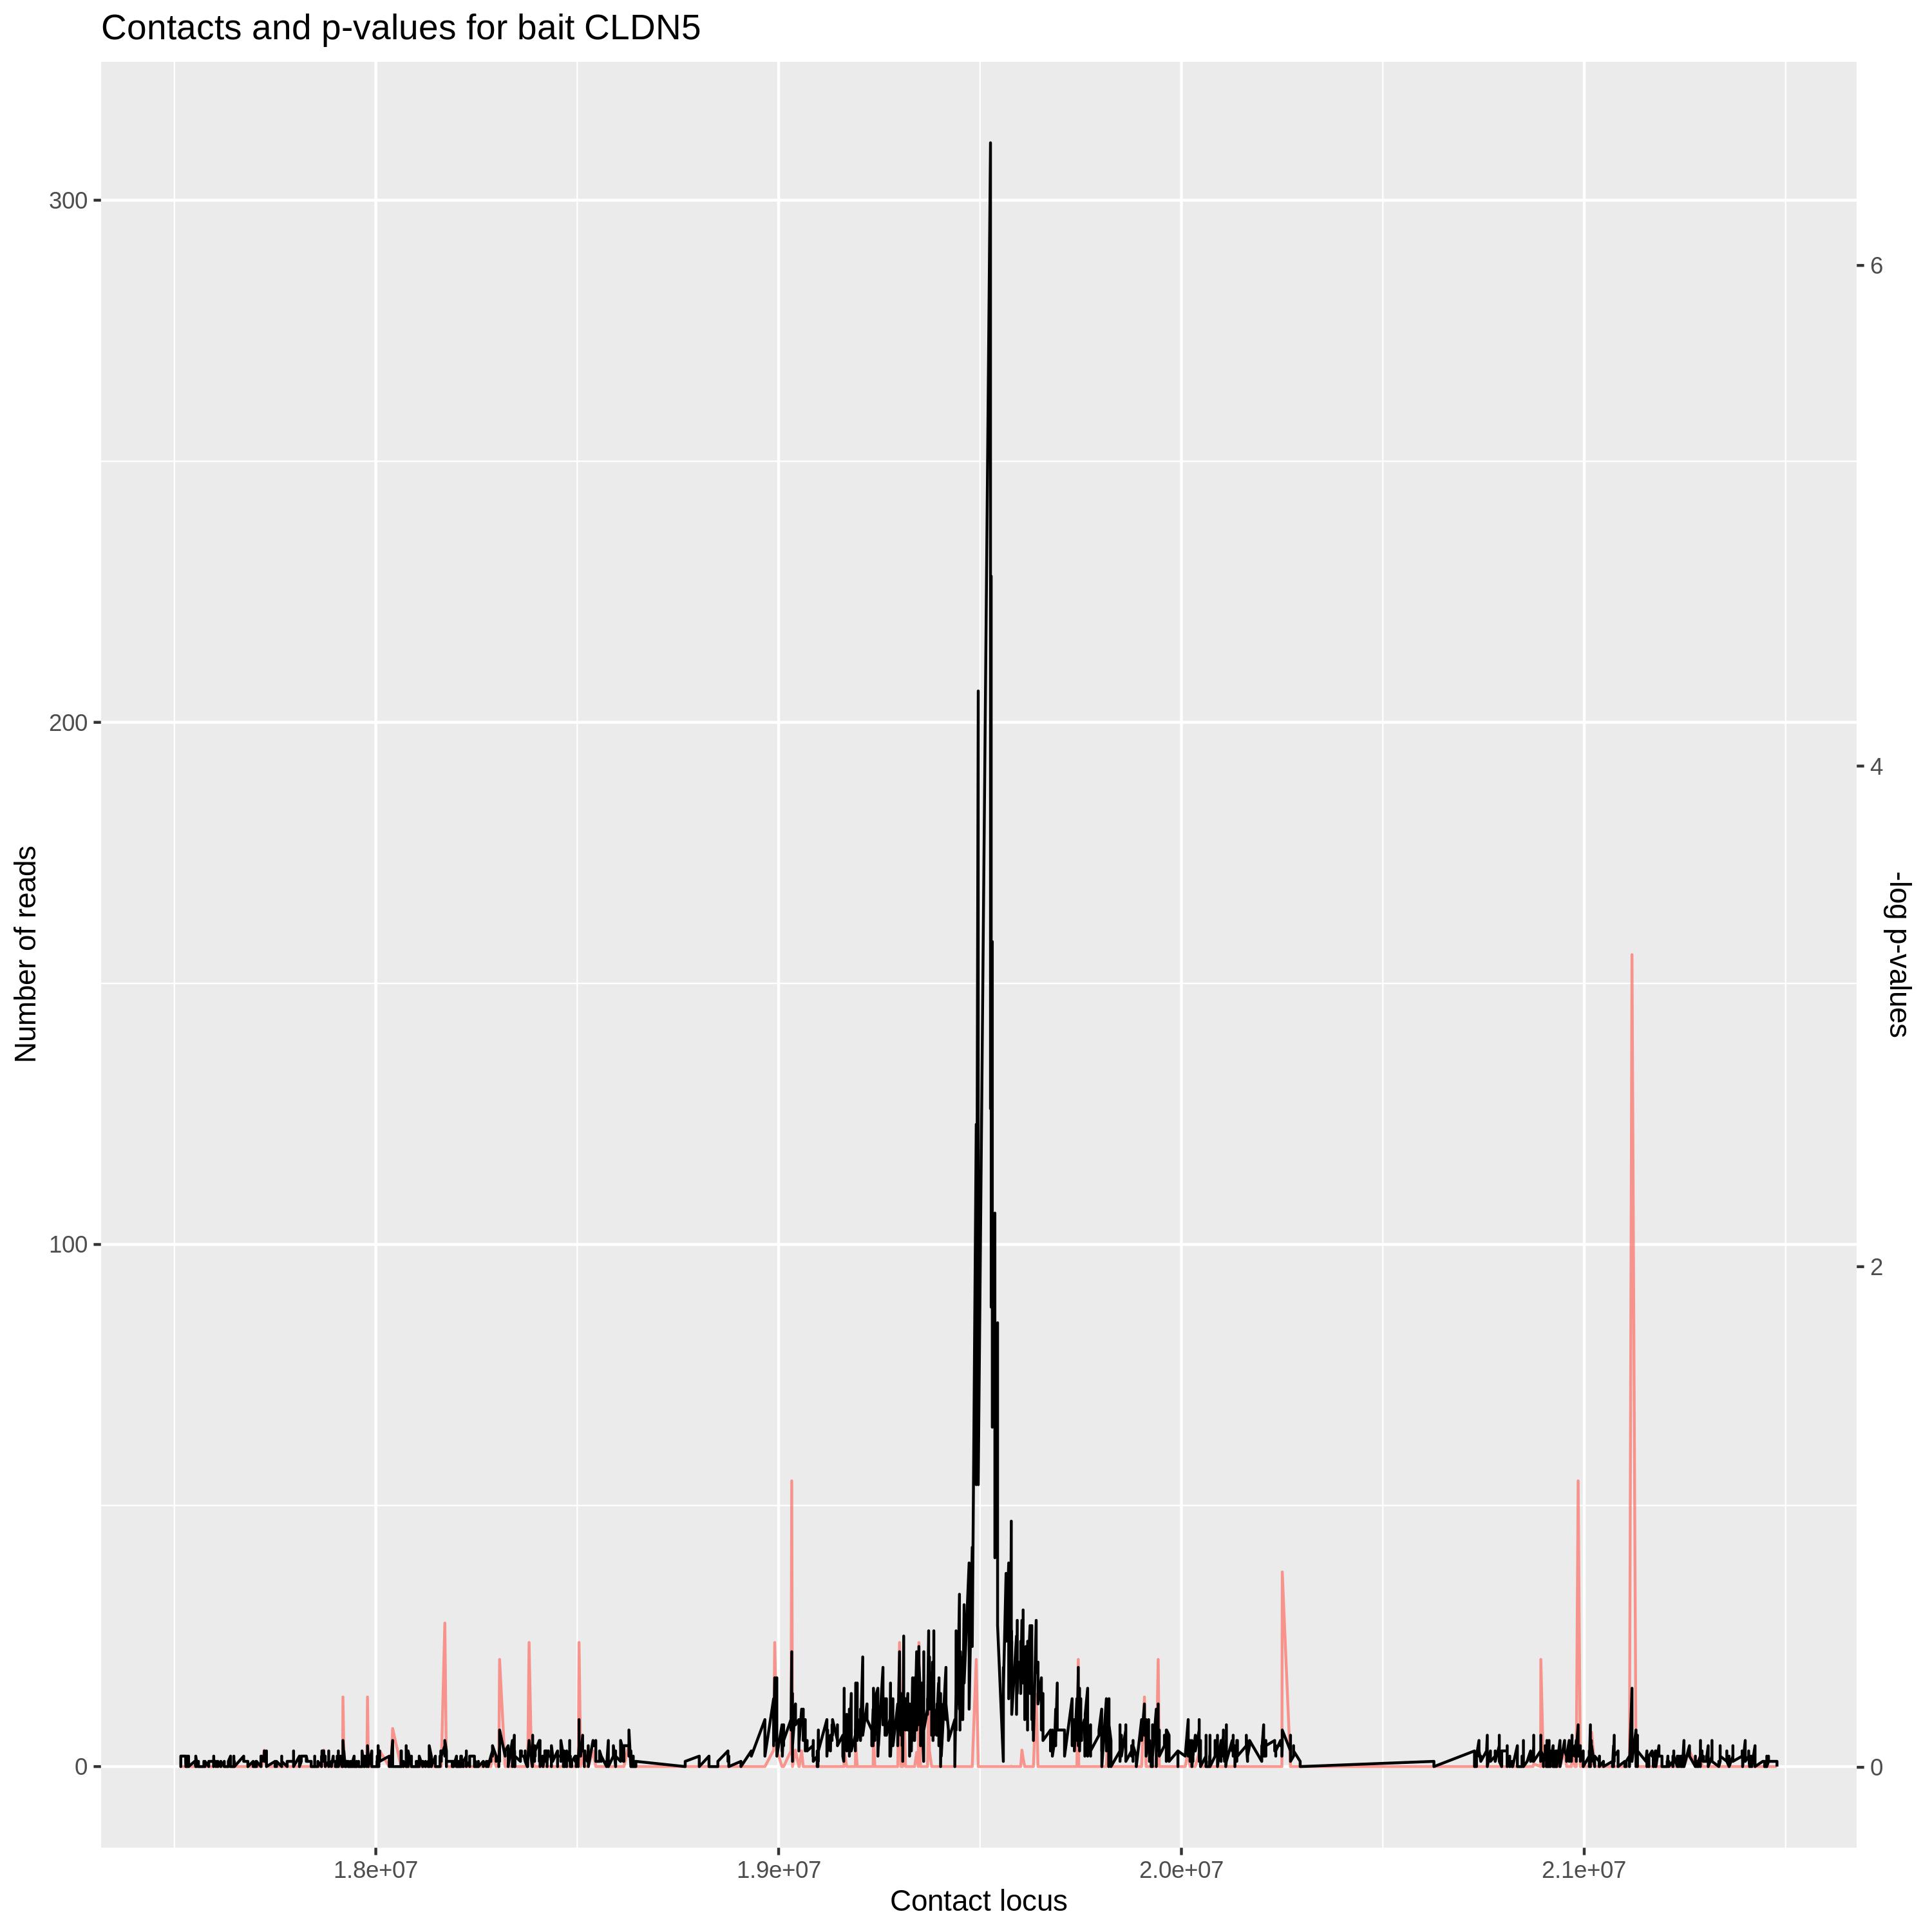 Contacts and p-values for bait CLDN5
300
200
100
0
Number of reads
6
4
2
0
-log p-values
1.8e+07
1.9e+07
2.0e+07
2.1e+07
Contact locus